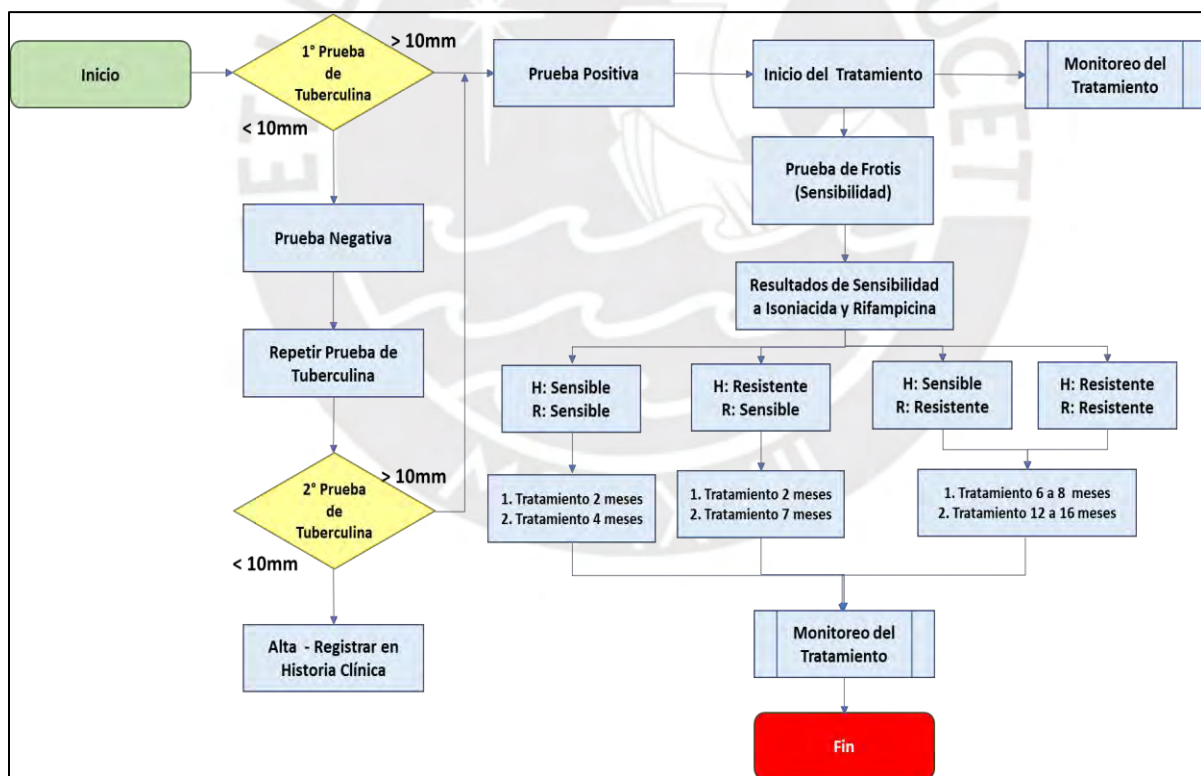 Inicio
1° Prueba
de
Tuberculina
> 10mm
< 10mm
Prueba Positiva
Inicio del Tratamiento
Monitoreo del
Tratamiento
Prueba de Frotis
(Sensibilidad)
Prueba Negativa
Resultados de Sensibilidad
a Isoniacida y Rifampicina
Repetir Prueba de
Tuberculina
H: Sensible
R: Sensible
H: Resistente
R: Sensible
H: Sensible
R: Resistente
H: Resistente
R: Resistente
2° Prueba
de
Tuberculina
> 10mm
< 10mm
1. Tratamiento 2 meses
2. Tratamiento 4 meses
1. Tratamiento 2 meses
2. Tratamiento 7 meses
1. Tratamiento 6 a 8 meses
2. Tratamiento 12 a 16 meses
Alta - Registrar en
Historia Clínica
Monitoreo del
Tratamiento
Fin